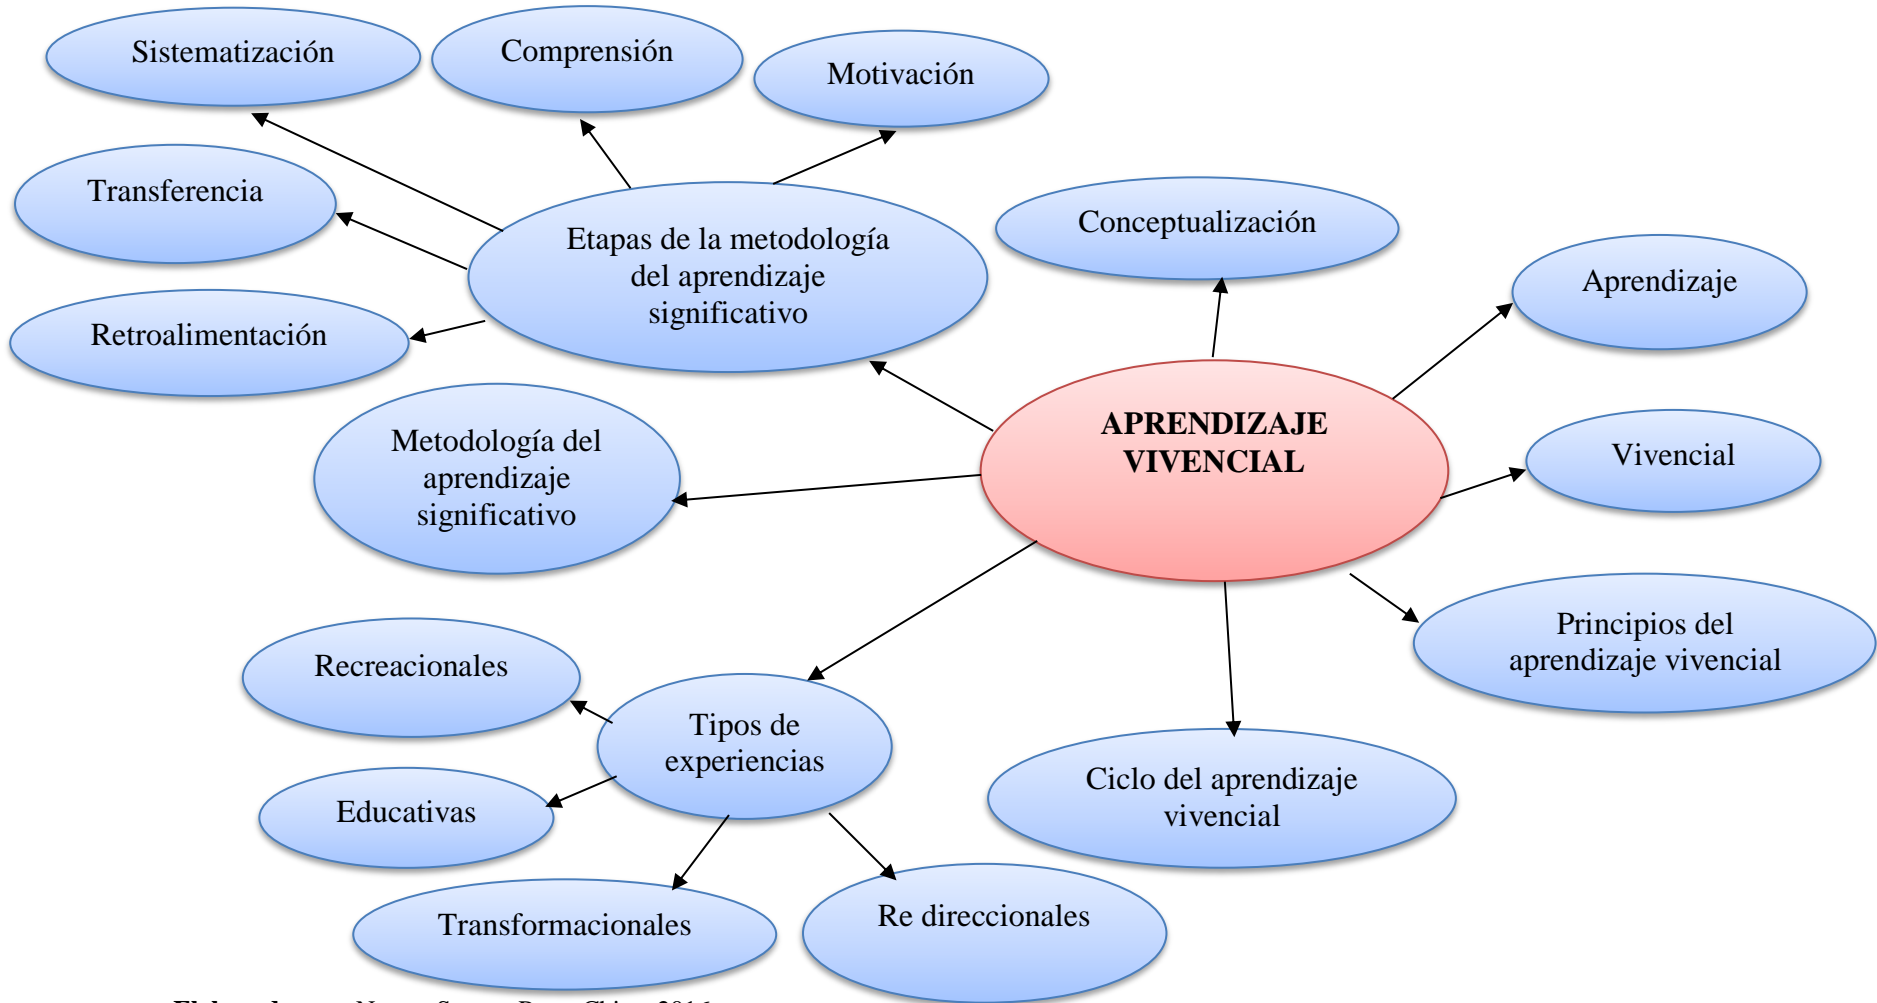 Sistematización
Comprensión
Motivación
Transferencia
Etapas de la metodología
del aprendizaje
significativo
Conceptualización
Aprendizaje
Retroalimentación
APRENDIZAJE
VIVENCIAL
Metodología del
aprendizaje
significativo
Vivencial
Principios del
aprendizaje vivencial
Recreacionales
Tipos de
experiencias
Ciclo del aprendizaje
vivencial
Educativas
Transformacionales
Re direccionales